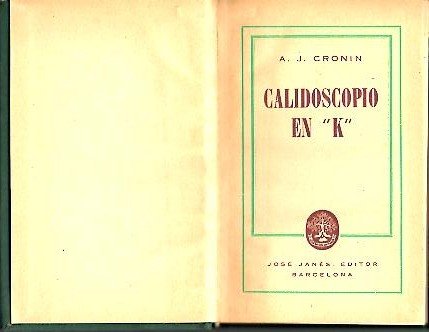 A. J. CRONIN
CALIDOSCOPIO
EN "K"
JOSÉ JANÉS, EDITOR
BARCELONA